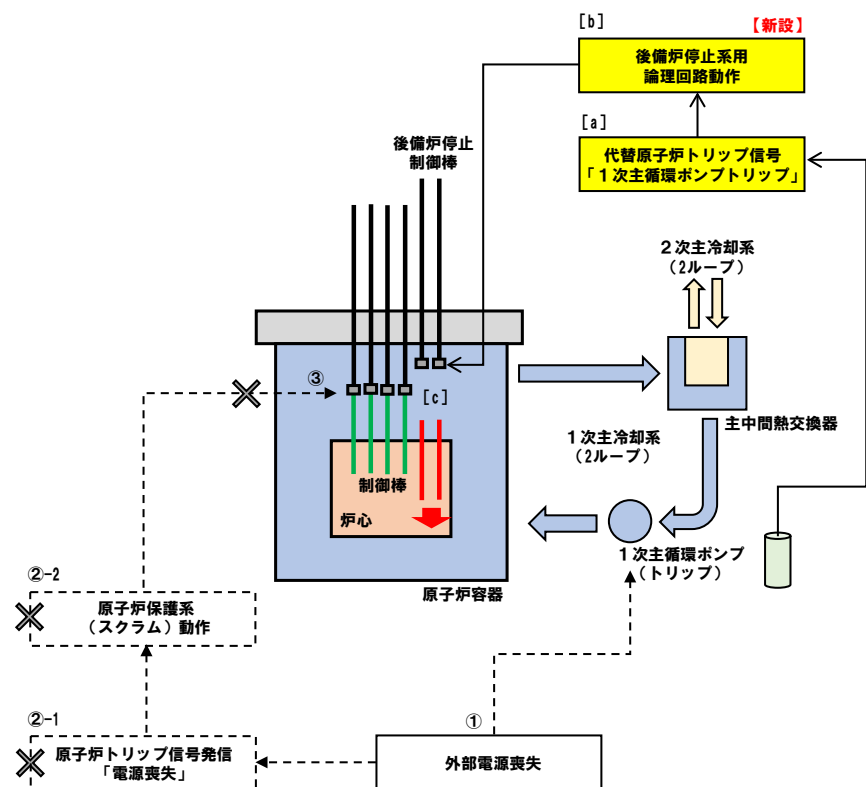 [b]
【新設】
後備炉停止系用
論理回路動作
[a]
代替原子炉トリップ信号
「１次主循環ポンプトリップ」
後備炉停止
制御棒
２次主冷却系
(2ループ)
③
[c]
主中間熱交換器
１次主冷却系
(2ループ)
制御棒
炉心
１次主循環ポンプ
(トリップ)
原子炉容器
②-2
原子炉保護系
(スクラム)動作
②-1
原子炉トリップ信号発信
「電源喪失」
①
外部電源喪失